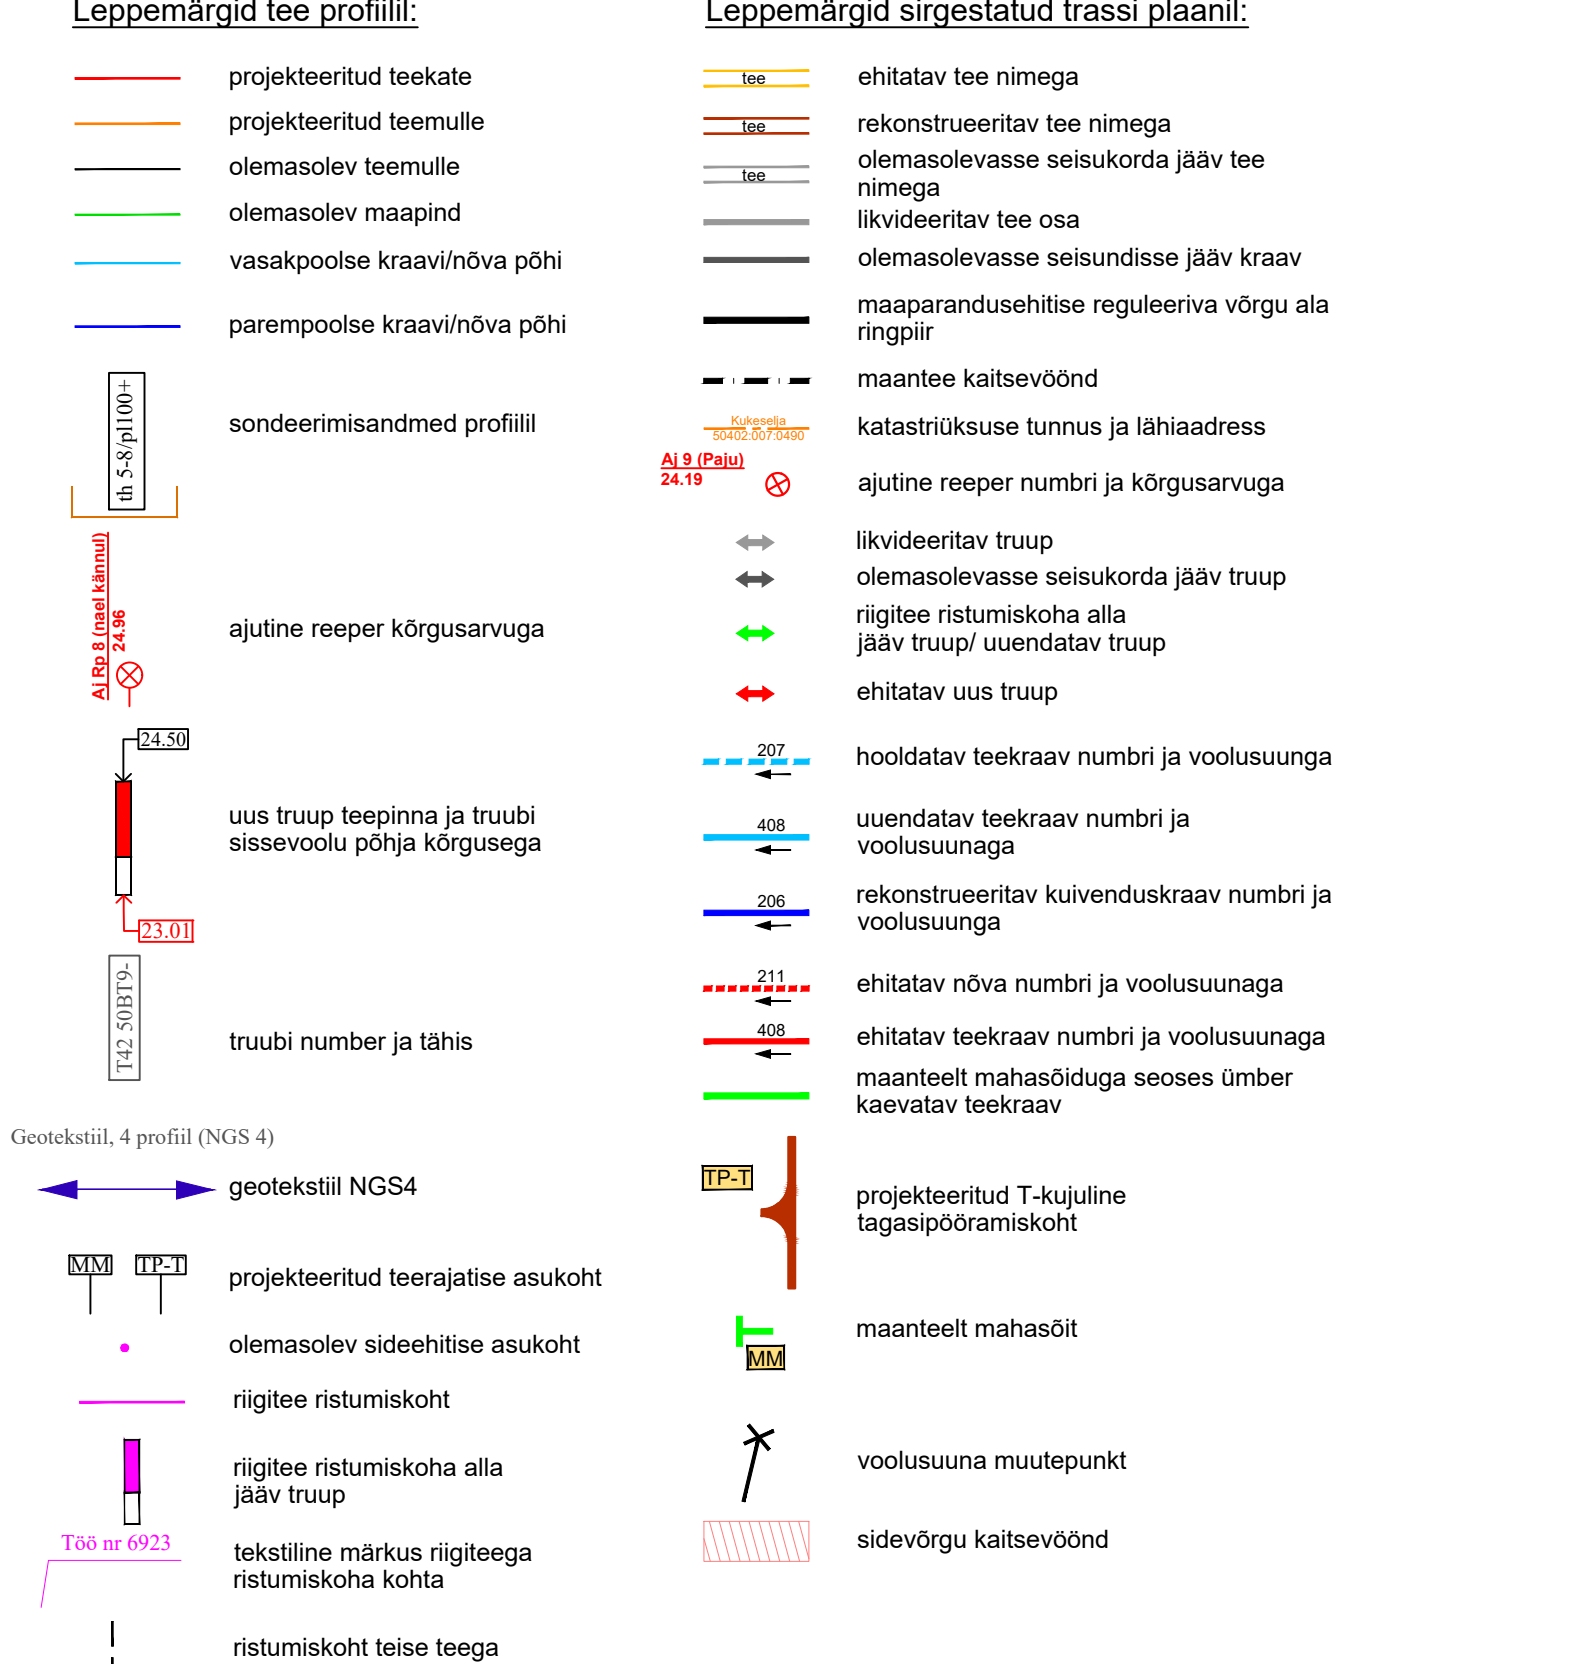 Leppemärgid tee profiilil:
projekteeritud teekate
projekteeritud teemulle
olemasolev teemulle
olemasolev maapind
vasakpoolse kraavi/nõva põhi
parempoolse kraavi/nõva põhi
th 5-8/pl100+
sondeerimisandmed profiilil
Aj Rp 8 (nael kännul)
24.96
ajutine reeper kõrgusarvuga
24.50
uus truup teepinna ja truubi
sissevoolu põhja kõrgusega
23.01
T42 50BT9-
truubi number ja tähis
Geotekstiil, 4 profiil (NGS 4)
geotekstiil NGS4
MM TP-T
projekteeritud teerajatise asukoht
olemasolev sideehitise asukoht
riigitee ristumiskoht
riigitee ristumiskoha alla
jääv truup
Töö nr 6923
tekstiline märkus riigiteega
ristumiskoha kohta
ristumiskoht teise teega
Leppemärgid sirgestatud trassi plaanil:
tee
ehitatav tee nimega
tee
rekonstrueeritav tee nimega
tee
olemasolevasse seisukorda jääv tee
nimega
likvideeritav tee osa
olemasolevasse seisundisse jääv kraav
maaparandusehitise reguleeriva võrgu ala
ringpiir
maantee kaitsevöönd
Kukeselja
50402:007:0490
katastriüksuse tunnus ja lähiaadress
Aj 9 (Paju)
24.19
ajutine reeper numbri ja kõrgusarvuga
likvideeritav truup
olemasolevasse seisukorda jääv truup
riigitee ristumiskoha alla
jääv truup/ uuendatav truup
ehitatav uus truup
207
hooldatav teekraav numbri ja voolusuunga
408
uuendatav teekraav numbri ja
voolusuunaga
206
rekonstrueeritav kuivenduskraav numbri ja
voolusuunga
211
ehitatav nõva numbri ja voolusuunaga
408
ehitatav teekraav numbri ja voolusuunaga
maanteelt mahasõiduga seoses ümber
kaevatav teekraav
TP-T
projekteeritud T-kujuline
tagasipööramiskoht
maanteelt mahasõit
MM
voolusuuna muutepunkt
sidevõrgu kaitsevöönd